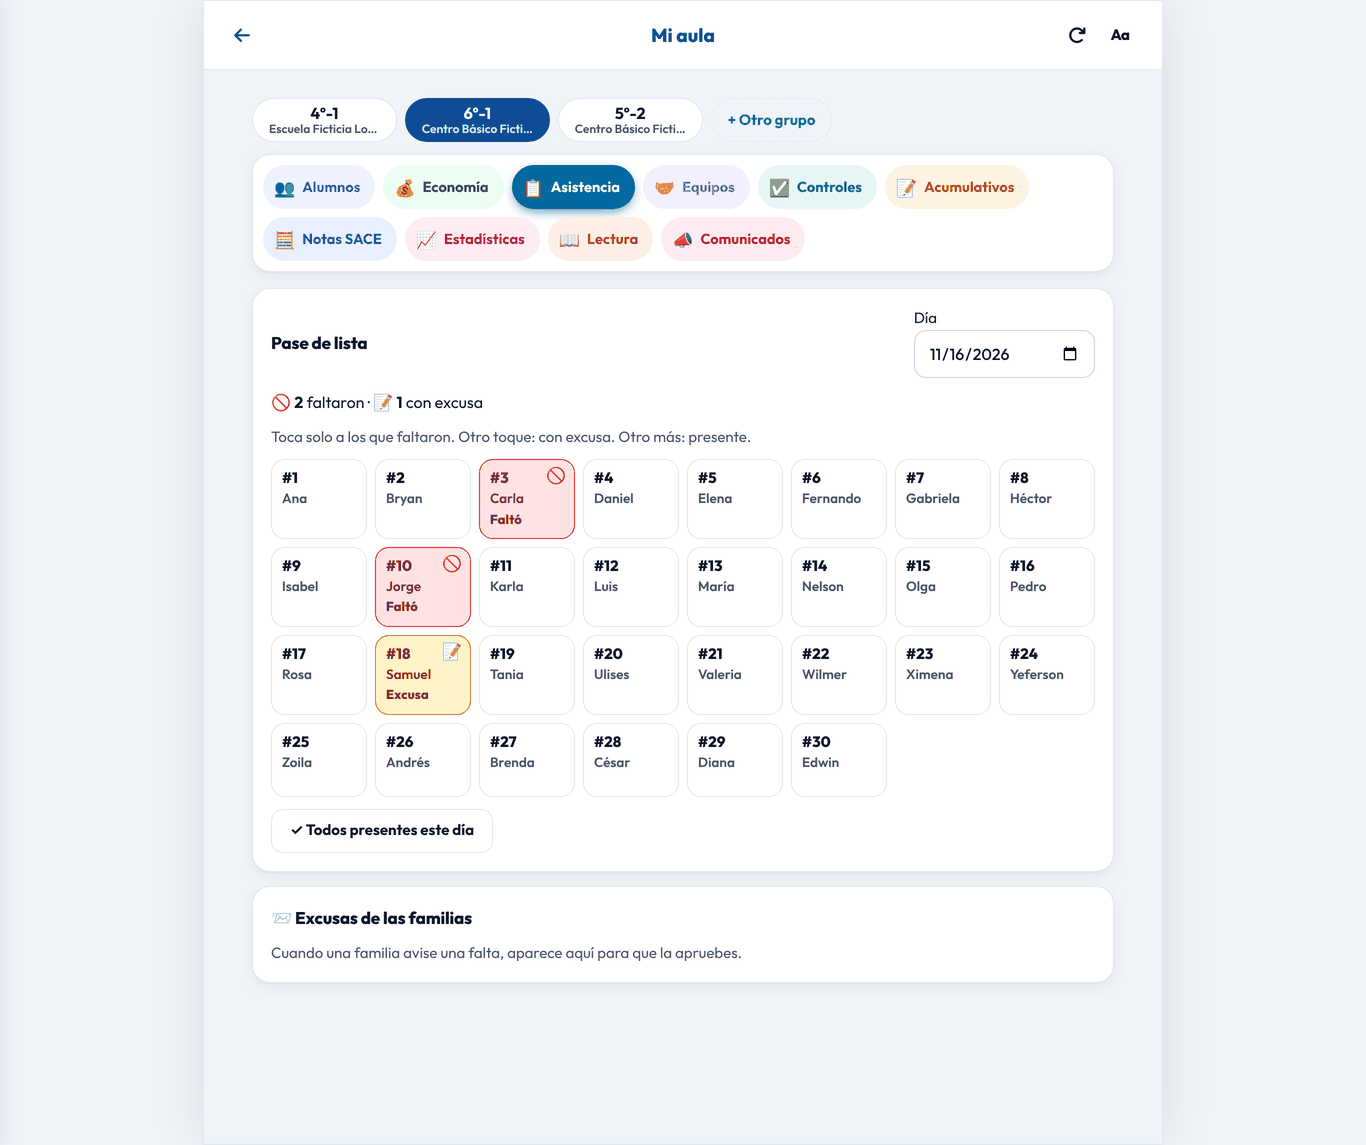 Mi aula
Aa
4°-1
Escuela Ficticia Lo...
6°-1
Centro Básico Ficti...
5°-2
Centro Básico Ficti...
+ Otro grupo
Alumnos
Economía
Asistencia
Equipos
Controles
Acumulativos
Notas SACE
Estadísticas
Lectura
Comunicados
Día
Pase de lista
11/16/2026
2 faltaron · 1 con excusa
Toca solo a los que faltaron. Otro toque: con excusa. Otro más: presente.
#1
Ana
#2
Bryan
#3
Carla
Faltó
#4
Daniel
#5
Elena
#6
Fernando
#7
Gabriela
#8
Héctor
#9
Isabel
#10
Jorge
Faltó
#11
Karla
#12
Luis
#13
María
#14
Nelson
#15
Olga
#16
Pedro
#17
Rosa
#18
Samuel
Excusa
#19
Tania
#20
Ulises
#21
Valeria
#22
Wilmer
#23
Ximena
#24
Yeferson
#25
Zoila
#26
Andrés
#27
Brenda
#28
César
#29
Diana
#30
Edwin
✓ Todos presentes este día
Excusas de las familias
Cuando una familia avise una falta, aparece aquí para que la apruebes.